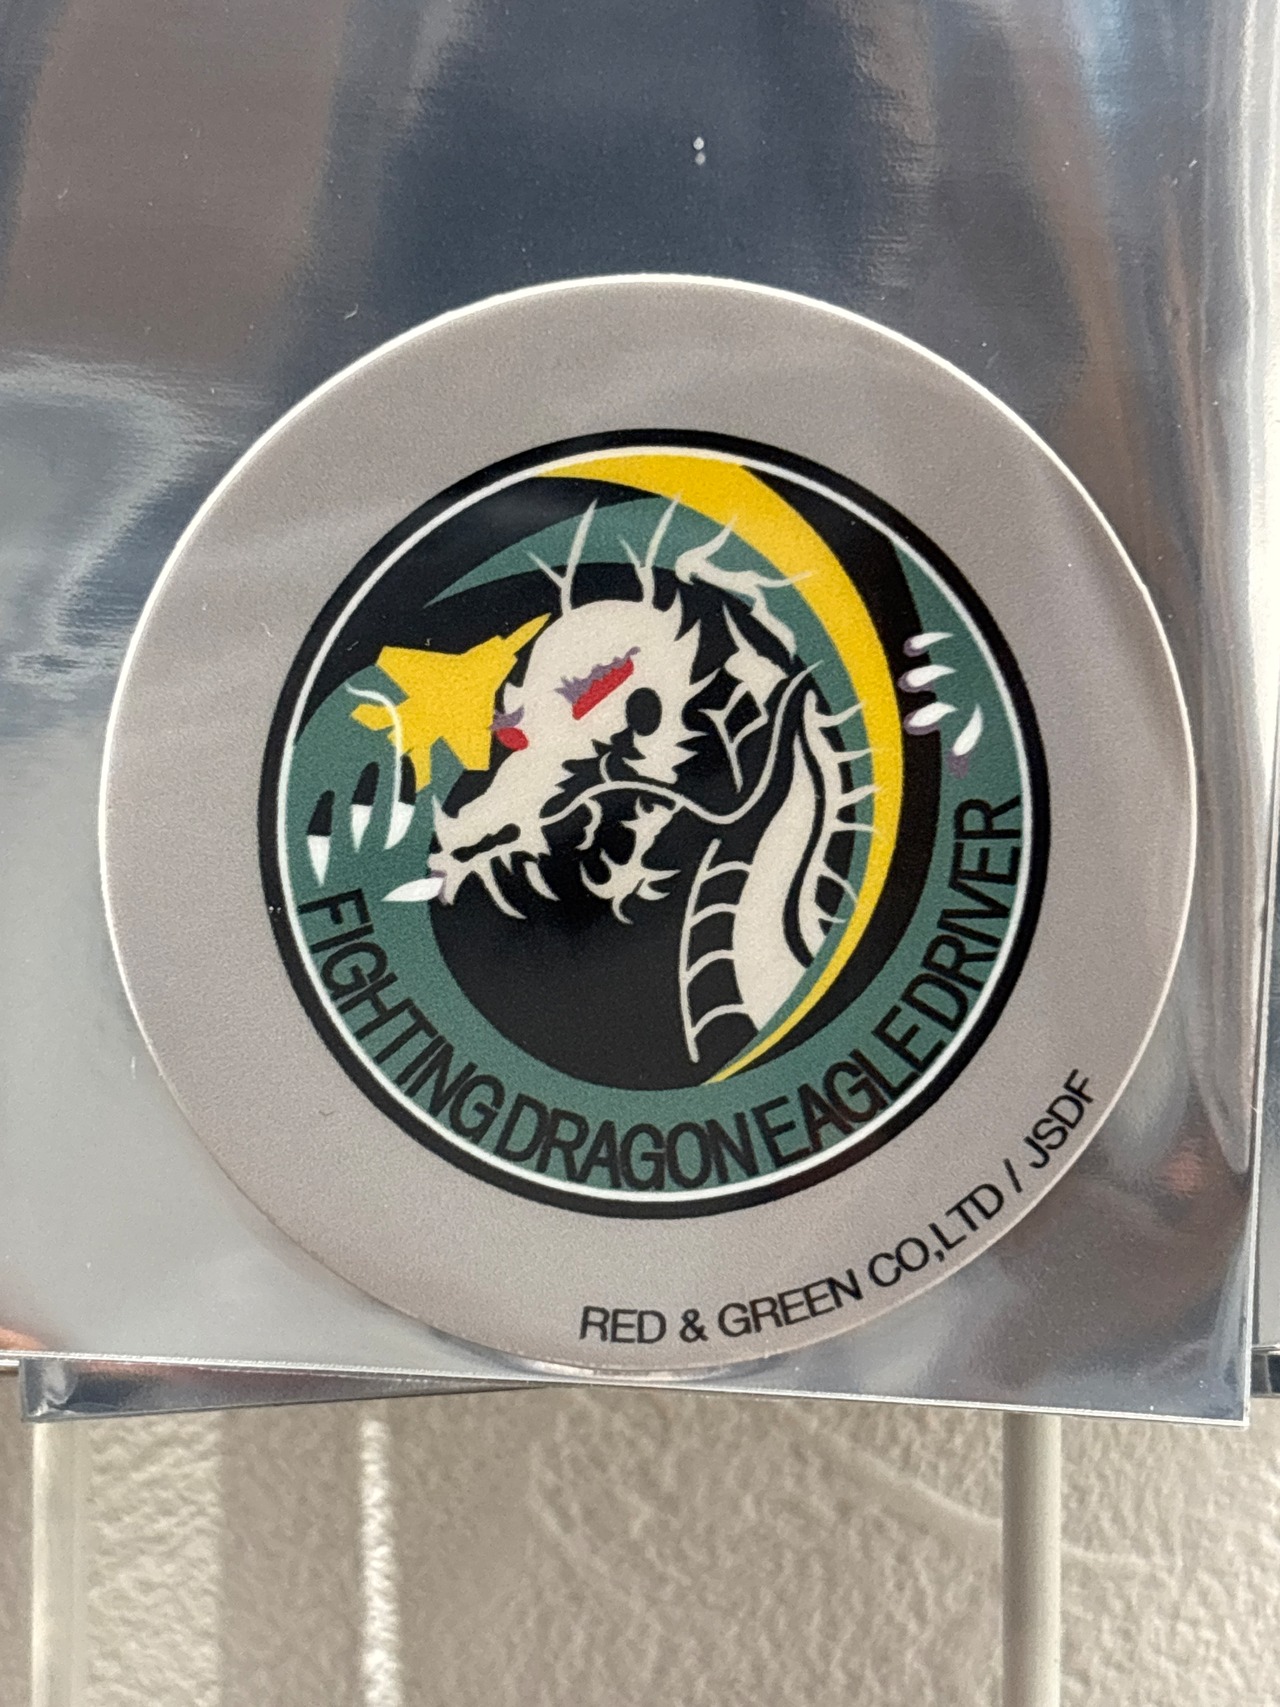 FIGHTING DRAGON EAGLE DRIVER
RED & GREEN CO,LTD / JSDF